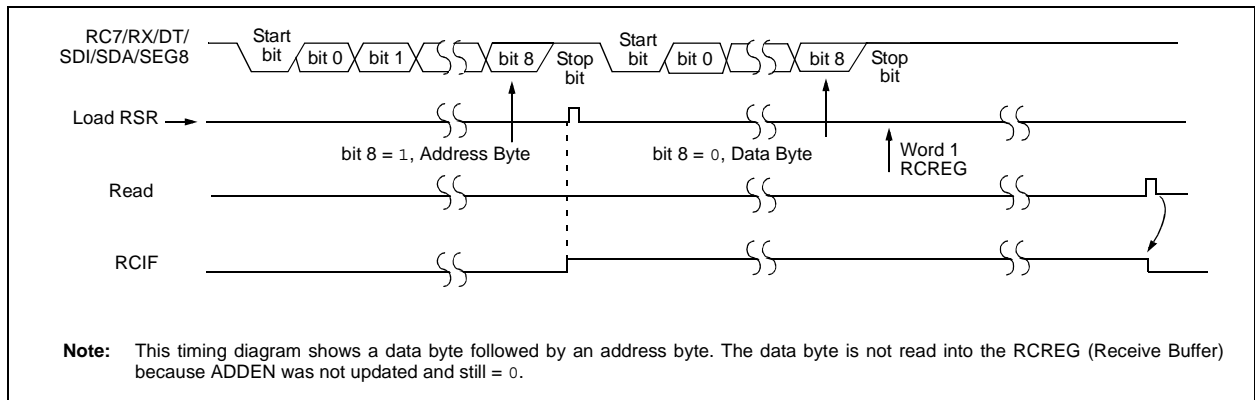 RC7/RX/DT/
SDI/SDA/SEG8
Start
bit
bit 0
bit 1
bit 8
Stop
bit
Start
bit
bit 0
bit 8
Stop
bit
Load RSR
bit 8 = 1, Address Byte
bit 8 = 0, Data Byte
Word 1
RCREG
Read
RCIF
Note: This timing diagram shows a data byte followed by an address byte. The data byte is not read into the RCREG (Receive Buffer)
because ADDEN was not updated and still = 0.